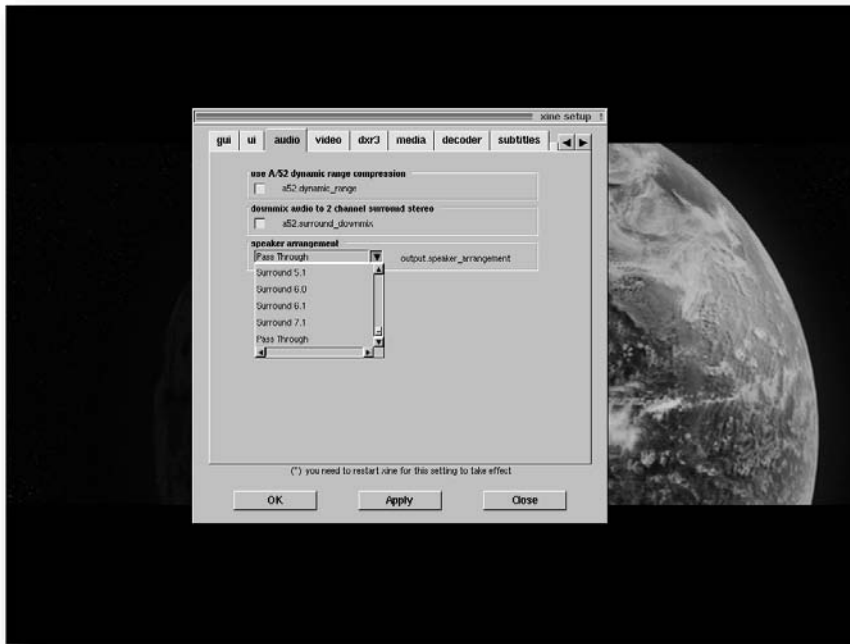 xine setup
gui ui audio video dxr3 media decoder subtitles
use A/52 dynamic range compression
a52.dynamic_range
downmix audio to 2 channel surround stereo
a52.surround_downmix
speaker arrangement
Pass Through
output.speaker_arrangement
Surround 5.1
Surround 6.0
Surround 6.1
Surround 7.1
Pass Through
(*) you need to restart xine for this setting to take effect
OK Apply Close